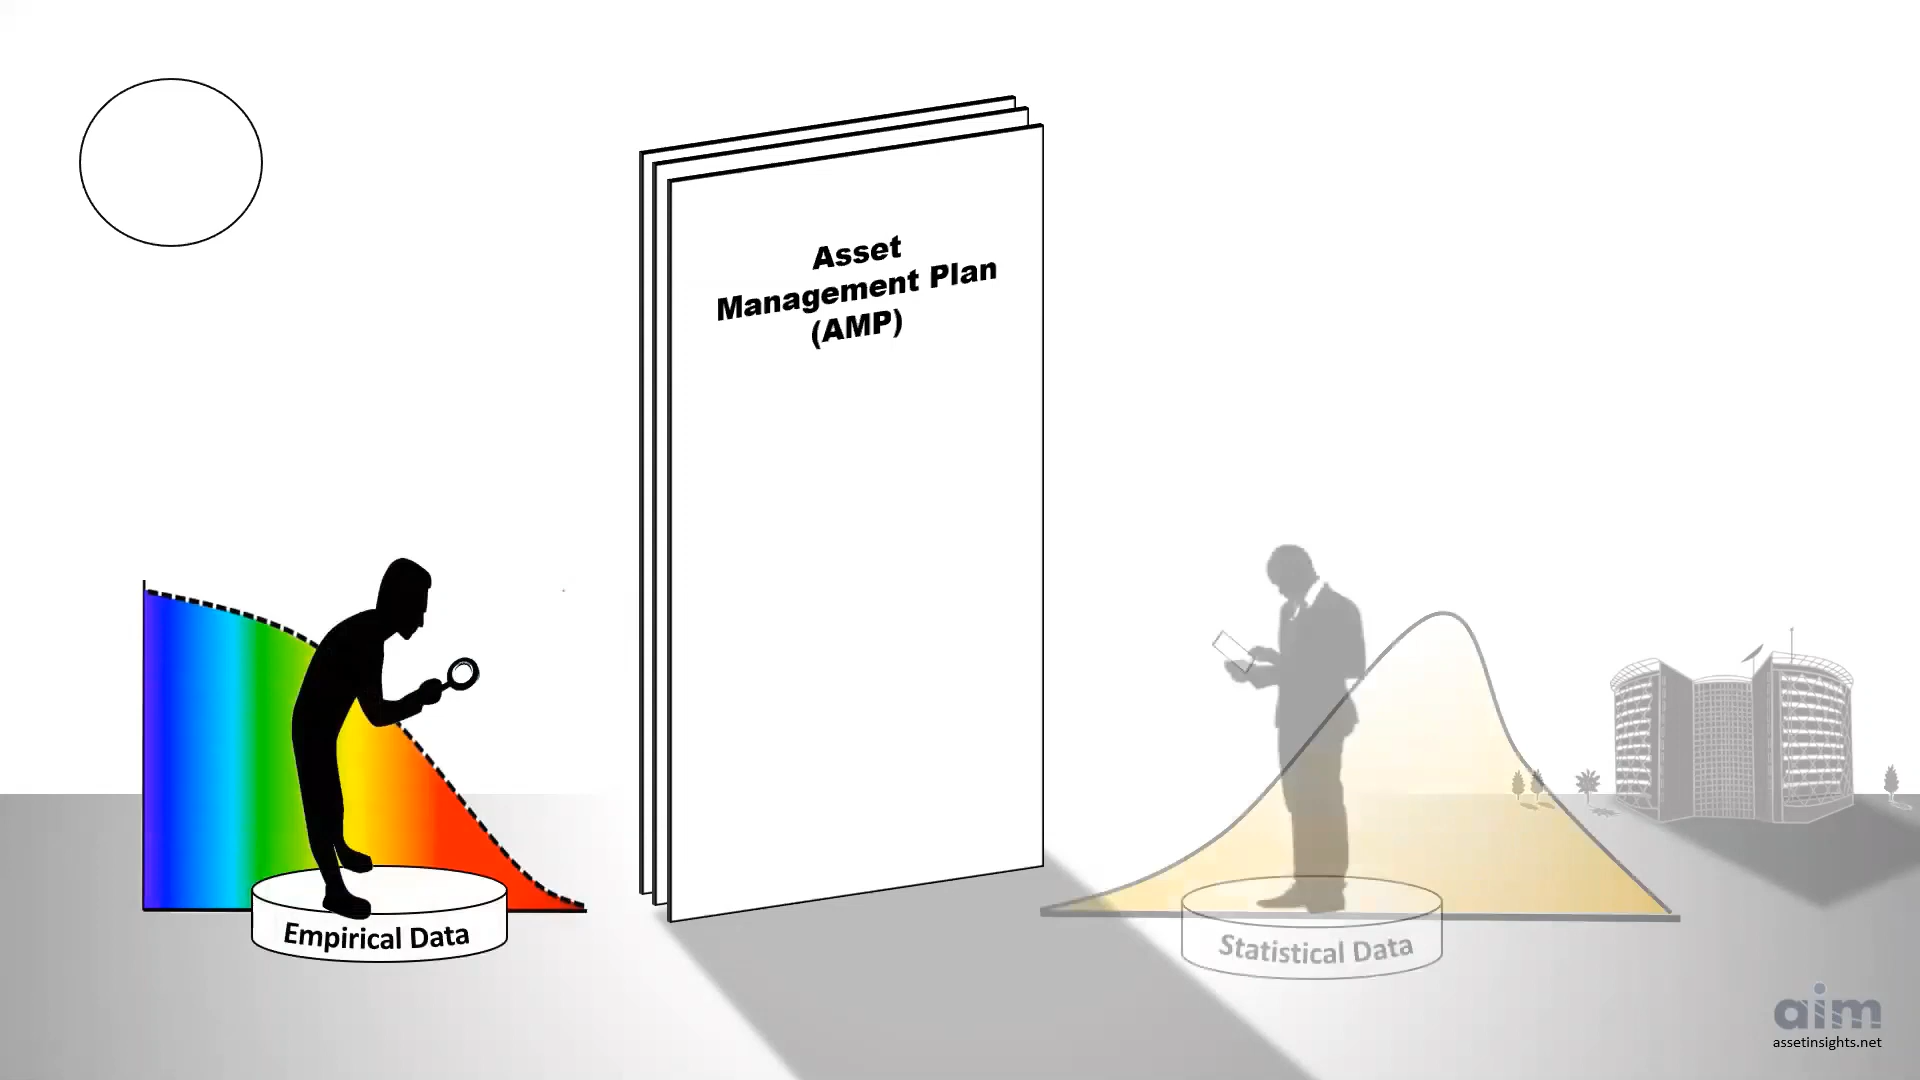 Asset
Management Plan
(AMP)
Empirical Data
Statistical Data
aim
assetinsights.net